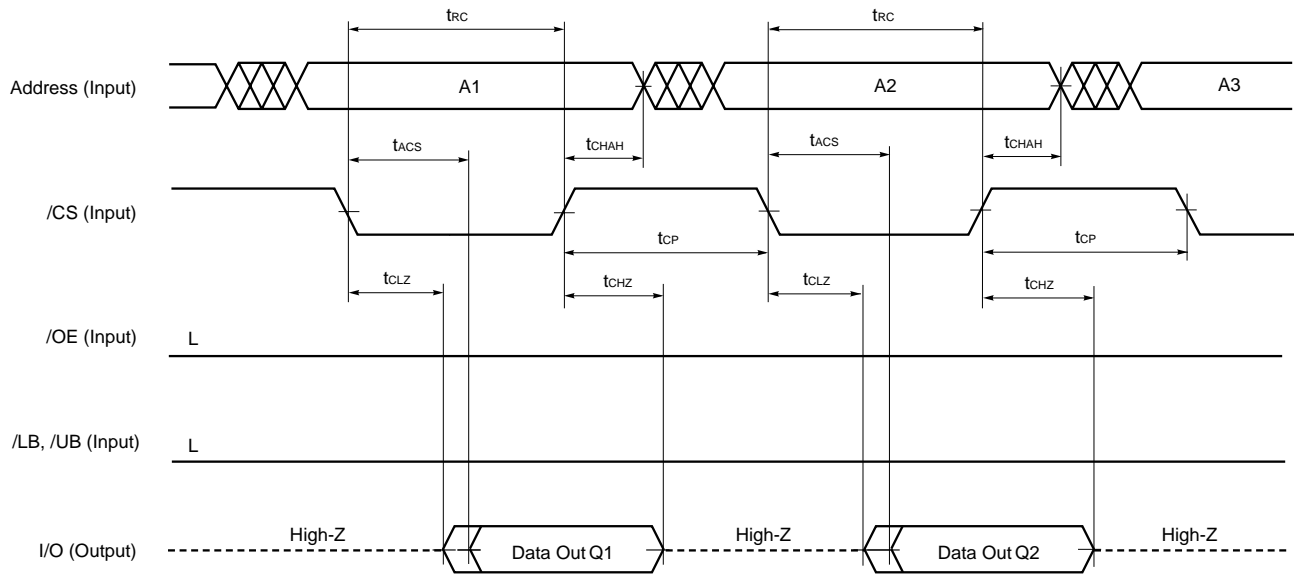 tRC tRC
Address (Input) A1 A2 A3
tACS tCHAH tACS tCHAH
/CS (Input)
tCP tCP
tCLZ tCHZ tCLZ tCHZ
/OE (Input) L
/LB, /UB (Input) L
I/O (Output) High-Z Data Out Q1 High-Z Data Out Q2 High-Z